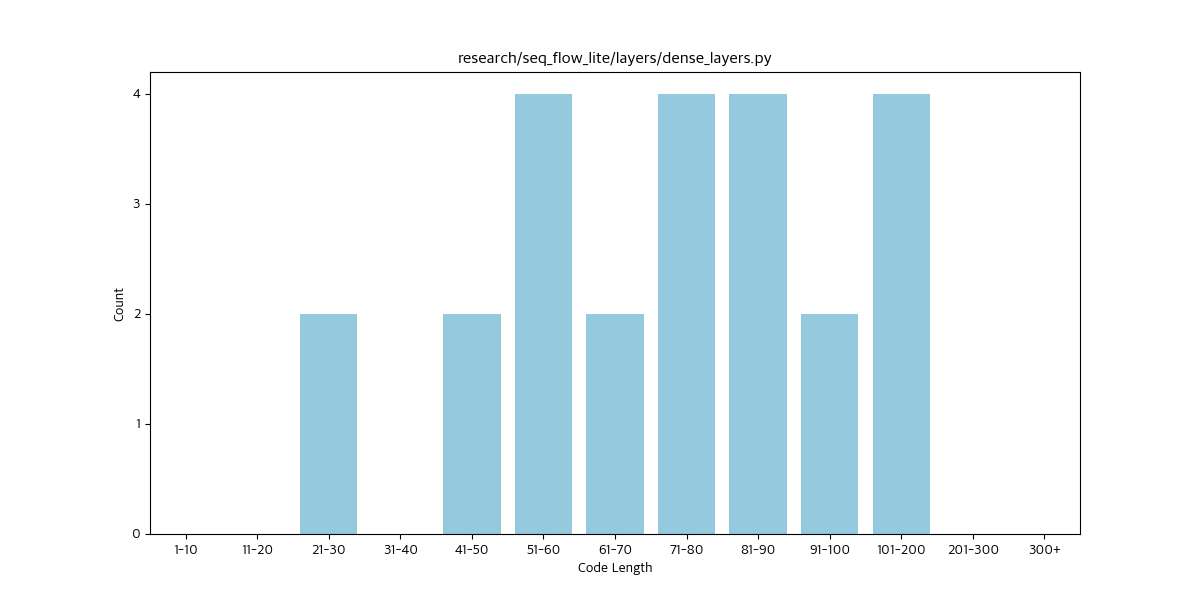 research/seq_flow_lite/layers/dense_layers.py
4
3
2
1
0
Count
1-10 11-20 21-30 31-40 41-50 51-60 61-70 71-80 81-90 91-100 101-200 201-300 300+
Code Length